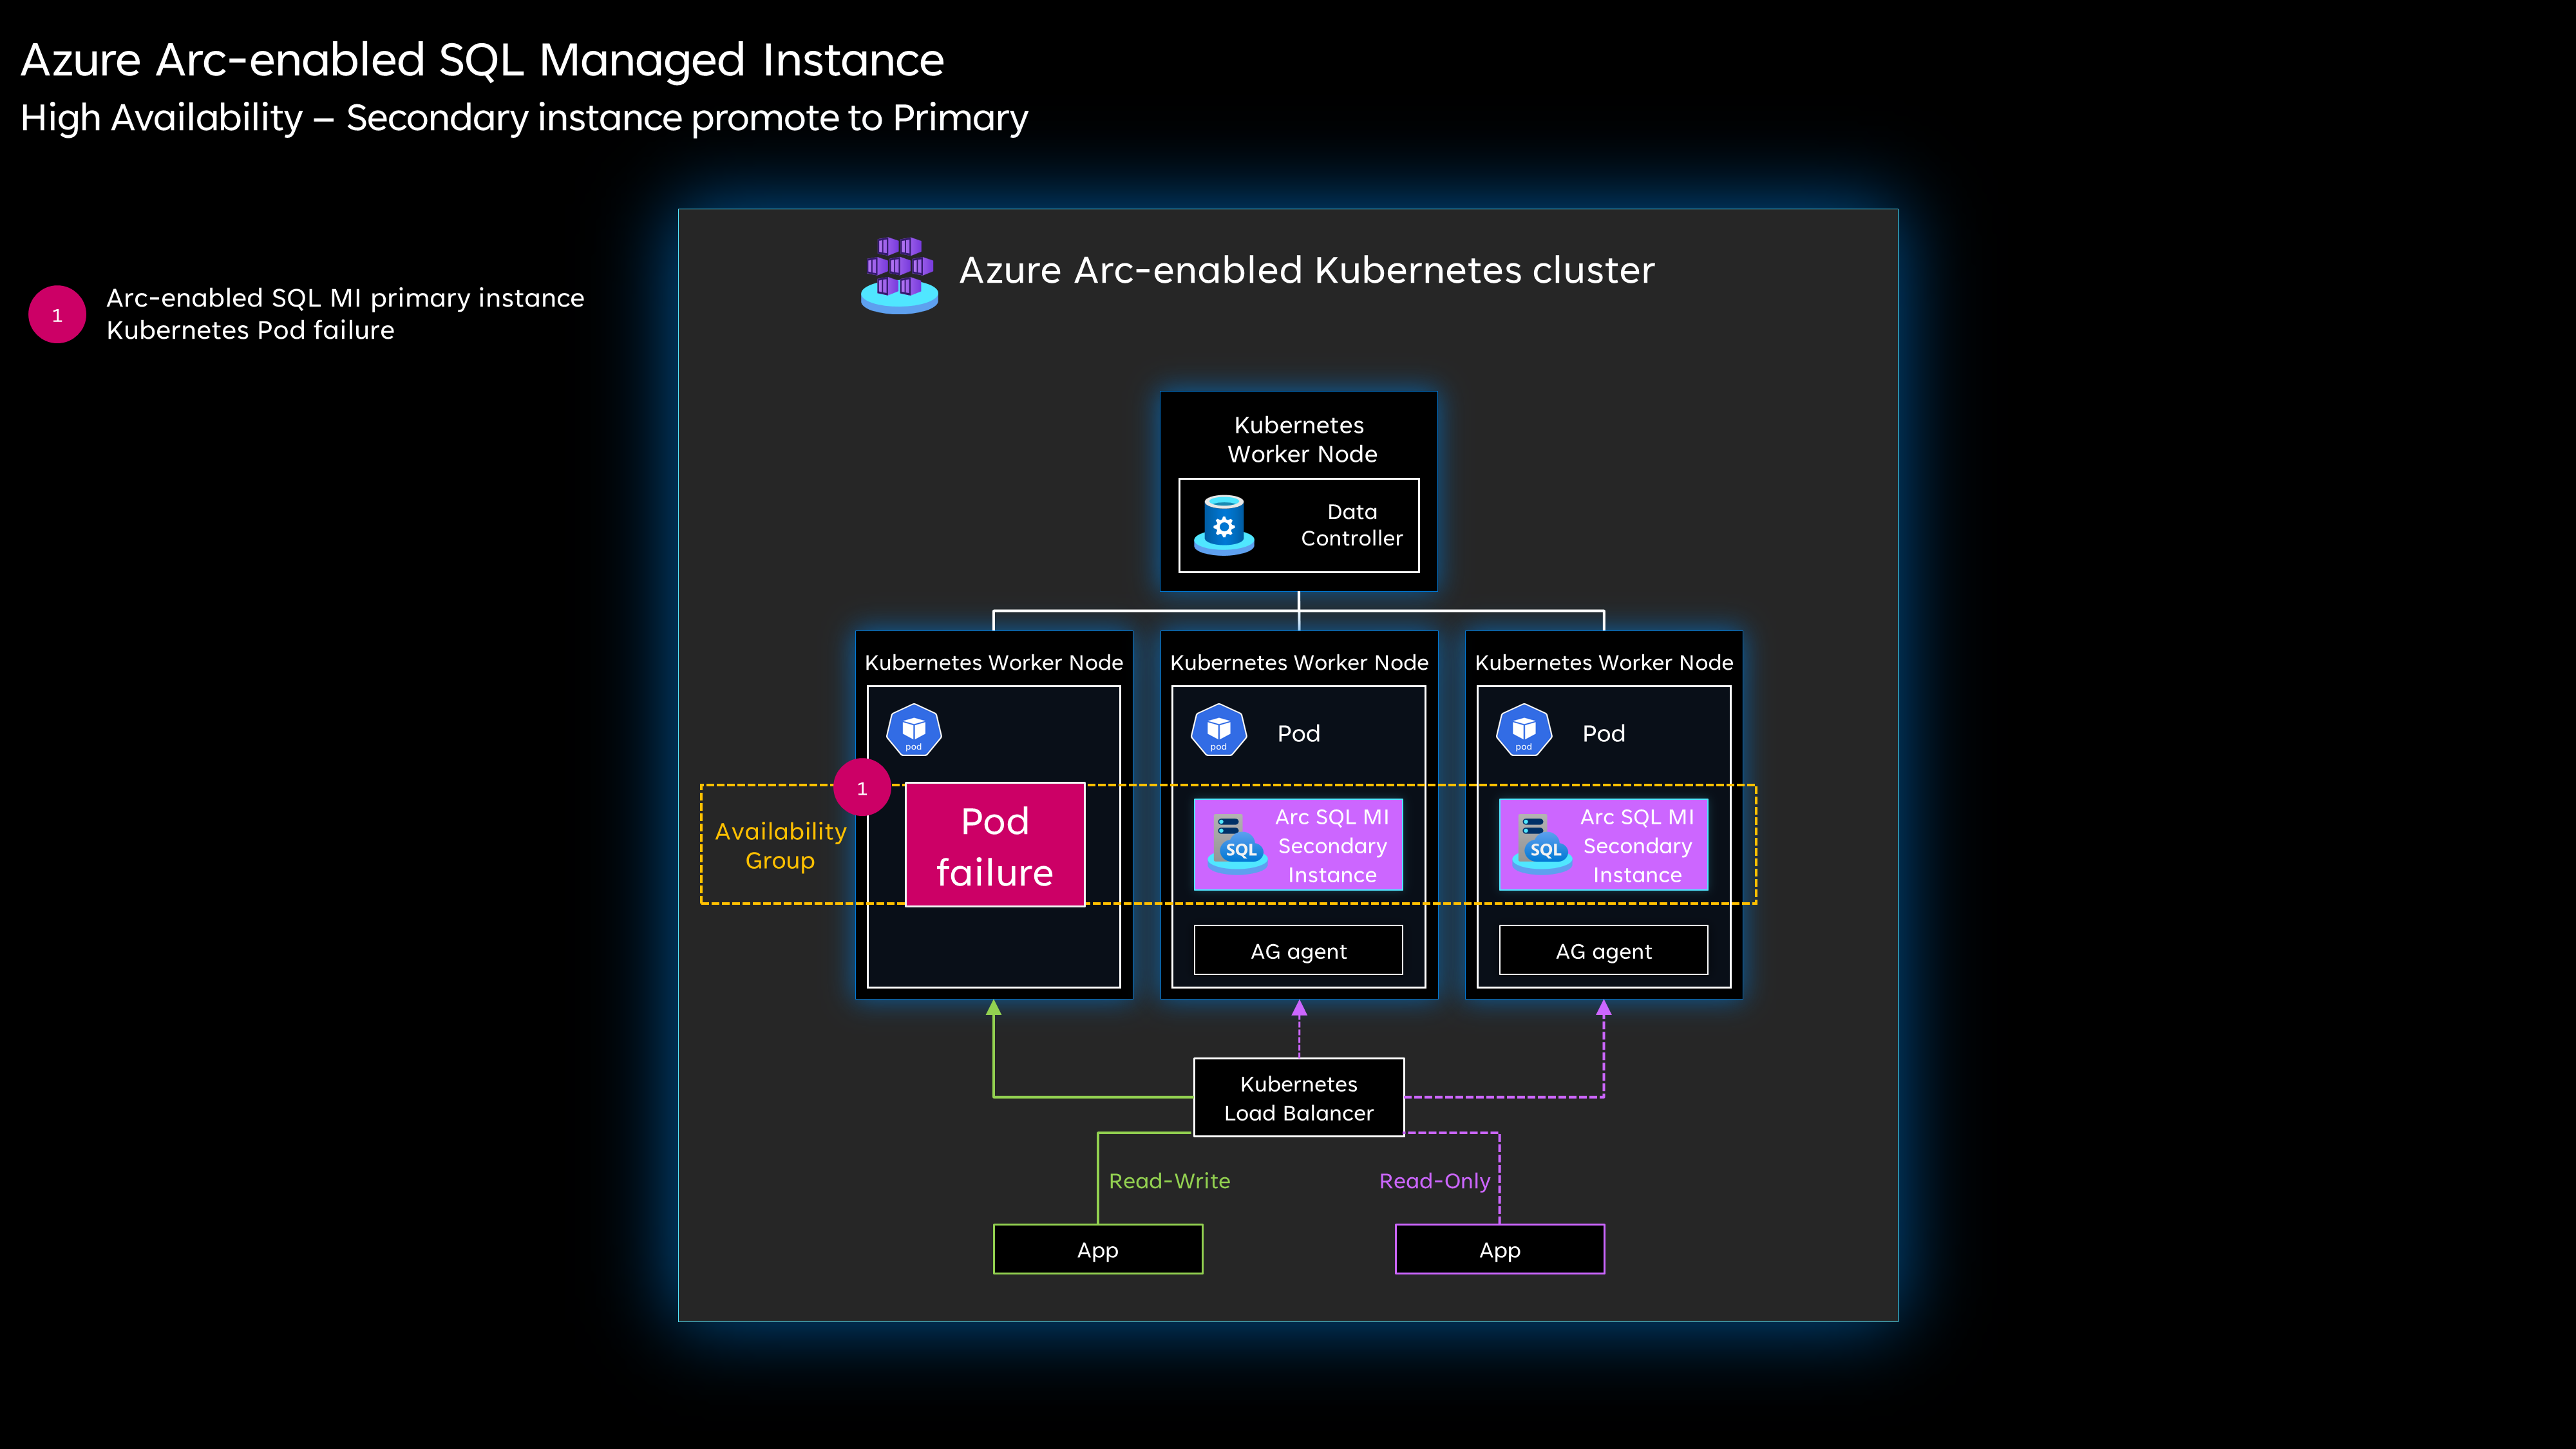 Azure Arc-enabled SQL Managed Instance
High Availability – Secondary instance promote to Primary
1
Arc-enabled SQL MI primary instance
Kubernetes Pod failure
Azure Arc-enabled Kubernetes cluster
Kubernetes
Worker Node
Data
Controller
Kubernetes Worker Node
pod
1
Pod
failure
Kubernetes Worker Node
pod
Pod
SQL
Arc SQL MI
Secondary
Instance
AG agent
Kubernetes Worker Node
pod
Pod
SQL
Arc SQL MI
Secondary
Instance
AG agent
Availability
Group
Kubernetes
Load Balancer
Read-Write
Read-Only
App
App